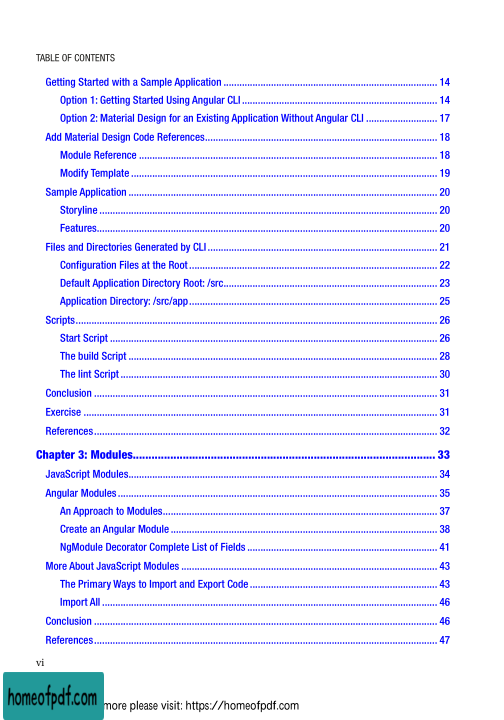 TABLE OF CONTENTS
Getting Started with a Sample Application ................................................................................ 14
Option 1: Getting Started Using Angular CLI .......................................................................... 14
Option 2: Material Design for an Existing Application Without Angular CLI ........................... 17
Add Material Design Code References........................................................................................ 18
Module Reference ................................................................................................................. 18
Modify Template .................................................................................................................... 19
Sample Application ..................................................................................................................... 20
Storyline ................................................................................................................................ 20
Features................................................................................................................................. 20
Files and Directories Generated by CLI....................................................................................... 21
Configuration Files at the Root .............................................................................................. 22
Default Application Directory Root: /src................................................................................. 23
Application Directory: /src/app .............................................................................................. 25
Scripts......................................................................................................................................... 26
Start Script ............................................................................................................................ 26
The build Script ..................................................................................................................... 28
The lint Script ........................................................................................................................ 30
Conclusion .................................................................................................................................. 31
Exercise ...................................................................................................................................... 31
References.................................................................................................................................. 32
Chapter 3: Modules................................................................................................ 33
JavaScript Modules..................................................................................................................... 34
Angular Modules ......................................................................................................................... 35
An Approach to Modules........................................................................................................ 37
Create an Angular Module ..................................................................................................... 38
NgModule Decorator Complete List of Fields ........................................................................ 41
More About JavaScript Modules ................................................................................................. 43
The Primary Ways to Import and Export Code ....................................................................... 43
Import All ............................................................................................................................... 46
Conclusion .................................................................................................................................. 46
References.................................................................................................................................. 47
vi
homeofpdf.com more please visit: https://homeofpdf.com